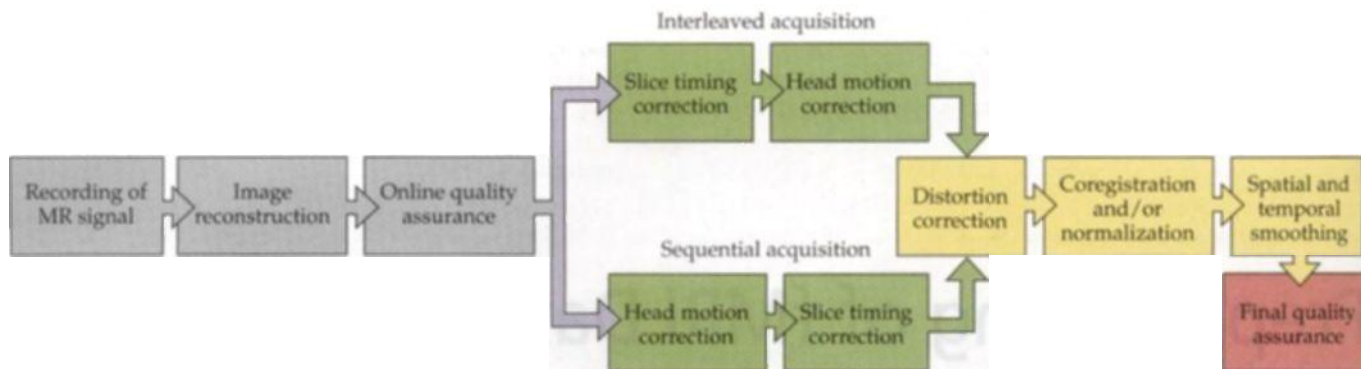 Interleaved acquisition
Slice timing
correction
Head motion
correction
Recording of
MR signal
Image
reconstruction
Online quality
assurance
Distortion
correction
Coregistration
and/or
normalization
Spatial and
temporal
smoothing
Sequential acquisition
Head motion
correction
Slice timing
correction
Final quality
assurance